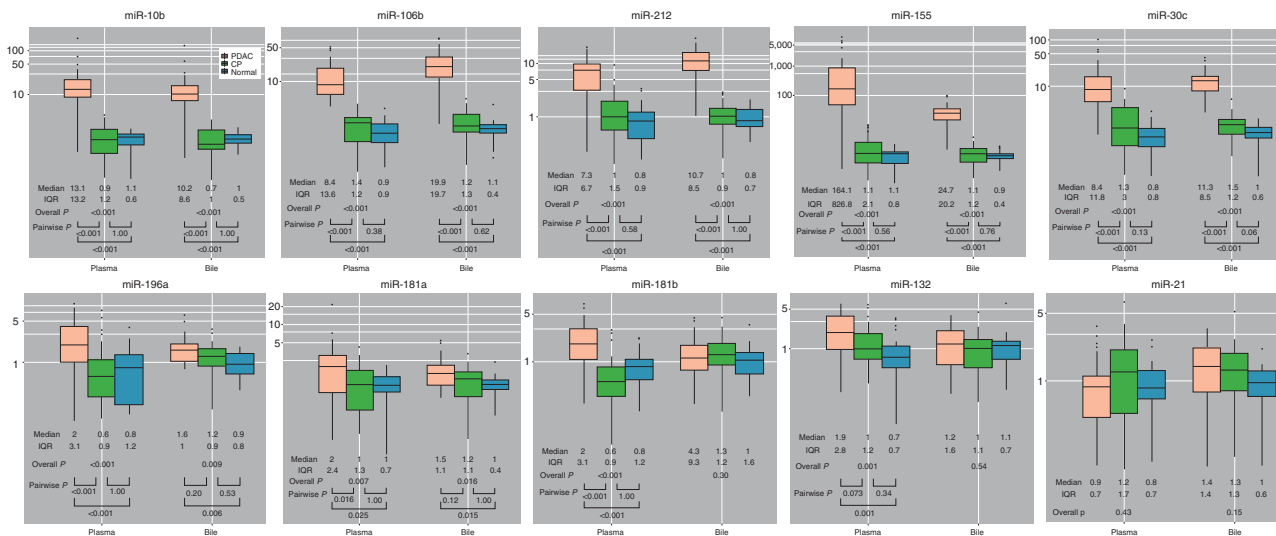 miR-10b
100
50
10
PDAC
CP
Normal
Median 13.1 0.9 1.1 10.2 0.7 1
IQR 13.2 1.2 0.6 8.6 1 0.5
Overall P <0.001 <0.001
Pairwise P <0.001 1.00 <0.001 1.00
<0.001 <0.001
Plasma Bile
miR-106b
50
10
Median 8.4 1.4 0.9 19.9 1.2 1.1
IQR 13.6 1.2 0.9 19.7 1.3 0.4
Overall P <0.001 <0.001
Pairwise P <0.001 0.38 <0.001 0.62
<0.001 <0.001
Plasma Bile
miR-212
10
5
1
Median 7.3 1 0.8 10.7 1 0.8
IQR 6.7 1.5 0.9 8.5 0.9 0.7
Overall P <0.001 <0.001
Pairwise P <0.001 0.58 <0.001 1.00
<0.001 <0.001
Plasma Bile
miR-155
5,000
1,000
100
Median 164.1 1.1 1.1 24.7 1.1 0.9
IQR 826.8 2.1 0.8 20.2 1.2 0.4
Overall P <0.001 <0.001
Pairwise P <0.001 0.56 <0.001 0.76
<0.001 <0.001
Plasma Bile
miR-30c
100
50
10
Median 8.4 1.3 0.8 11.3 1.5 1
IQR 11.8 3 0.8 8.5 1.2 0.6
Overall P <0.001 <0.001
Pairwise P <0.001 0.13 <0.001 0.06
<0.001 <0.001
Plasma Bile
miR-196a
5
1
Median 2 0.6 0.8 1.6 1.2 0.9
IQR 3.1 0.9 1.2 1 0.9 0.8
Overall P <0.001 0.009
Pairwise P <0.001 1.00 0.20 0.53
<0.001 0.006
Plasma Bile
miR-181a
20
10
5
Median 2 1 1 1.5 1.2 1
IQR 2.4 1.3 0.7 1.1 1.1 0.4
Overall P 0.007 0.016
Pairwise P 0.016 1.00 0.12 1.00
0.025 0.015
Plasma Bile
miR-181b
5
1
Median 2 0.6 0.8 4.3 1.3 1
IQR 3.1 0.9 1.2 9.3 1.2 1.6
Overall P <0.001 0.30
Pairwise P <0.001 1.00
<0.001
Plasma Bile
miR-132
5
1
Median 1.9 1 0.7 1.2 1 1.1
IQR 2.8 1.2 0.7 1.6 1.1 0.7
Overall P 0.001 0.54
Pairwise P 0.073 0.34
0.001
Plasma Bile
miR-21
5
1
Median 0.9 1.2 0.8 1.4 1.3 1
IQR 0.7 1.7 0.7 1.4 1.3 0.6
Overall p 0.43 0.15
Plasma Bile